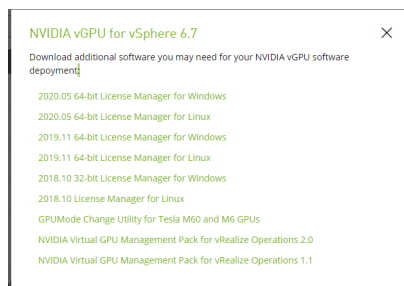 NVIDIA vGPU for vSphere 6.7
Download additional software you may need for your NVIDIA vGPU software
depoyment:
2020.05 64-bit License Manager for Windows
2020.05 64-bit License Manager for Linux
2019.11 64-bit License Manager for Windows
2019.11 64-bit License Manager for Linux
2018.10 32-bit License Manager for Windows
2018.10 License Manager for Linux
GPUMode Change Utility for Tesla M60 and M6 GPUs
NVIDIA Virtual GPU Management Pack for vRealize Operations 2.0
NVIDIA Virtual GPU Management Pack for vRealize Operations 1.1